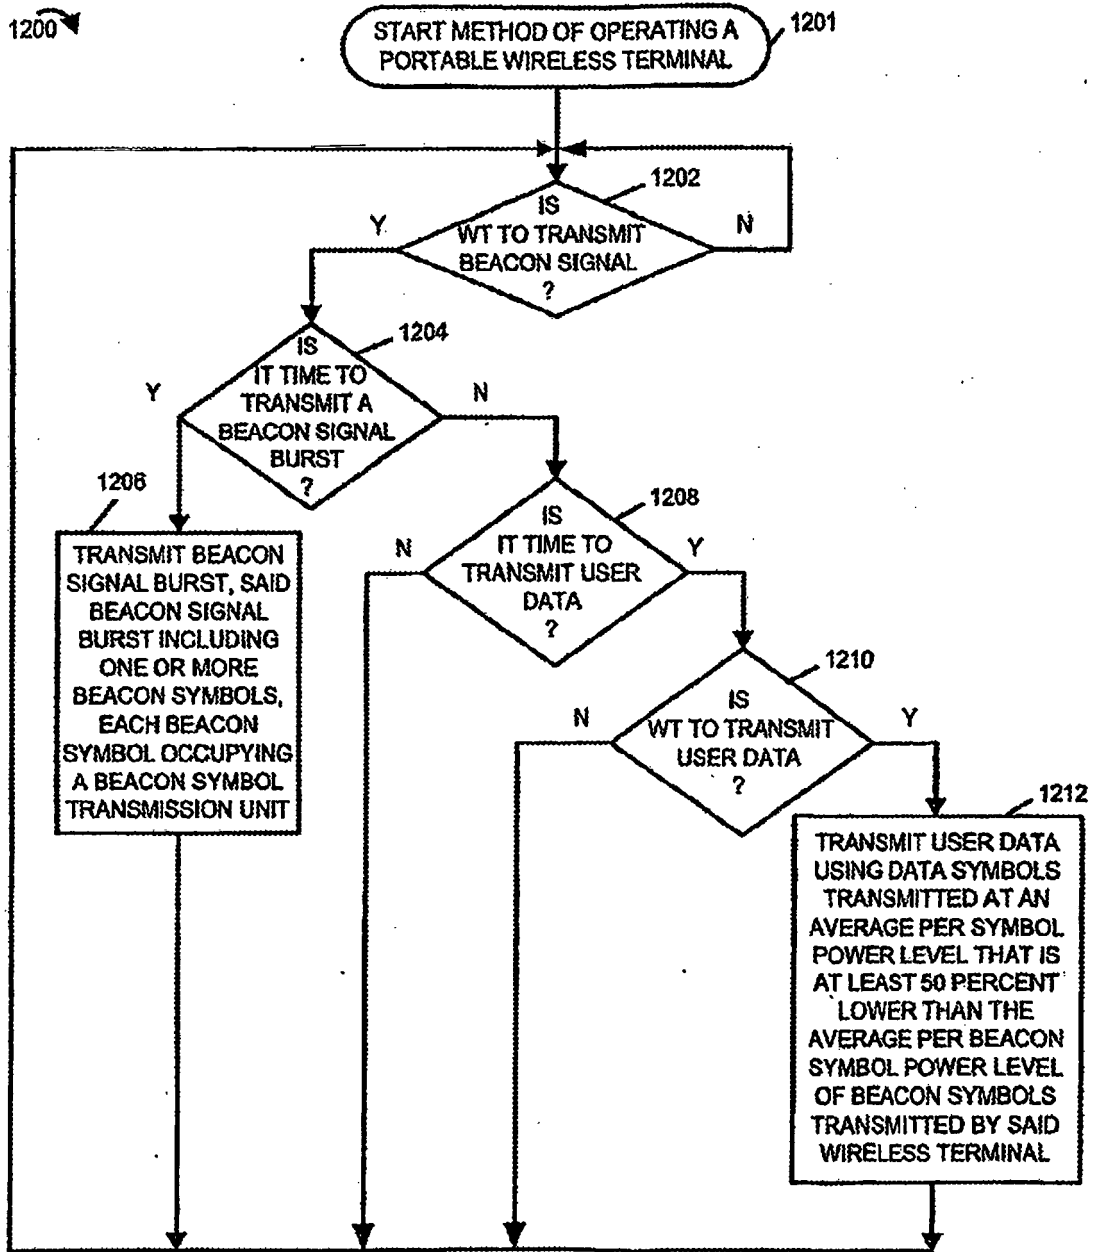 1200
START METHOD OF OPERATING A
PORTABLE WIRELESS TERMINAL
1201
1202
IS
WT TO TRANSMIT
BEACON SIGNAL
?
Y
N
1204
IS
IT TIME TO
TRANSMIT A
BEACON SIGNAL
BURST
?
Y
N
1206
TRANSMIT BEACON
SIGNAL BURST, SAID
BEACON SIGNAL
BURST INCLUDING
ONE OR MORE
BEACON SYMBOLS,
EACH BEACON
SYMBOL OCCUPYING
A BEACON SYMBOL
TRANSMISSION UNIT
1208
IS
IT TIME TO
TRANSMIT USER
DATA
?
N
Y
1210
IS
WT TO TRANSMIT
USER DATA
?
N
Y
1212
TRANSMIT USER DATA
USING DATA SYMBOLS
TRANSMITTED AT AN
AVERAGE PER SYMBOL
POWER LEVEL THAT IS
AT LEAST 50 PERCENT
LOWER THAN THE
AVERAGE PER BEACON
SYMBOL POWER LEVEL
OF BEACON SYMBOLS
TRANSMITTED BY SAID
WIRELESS TERMINAL